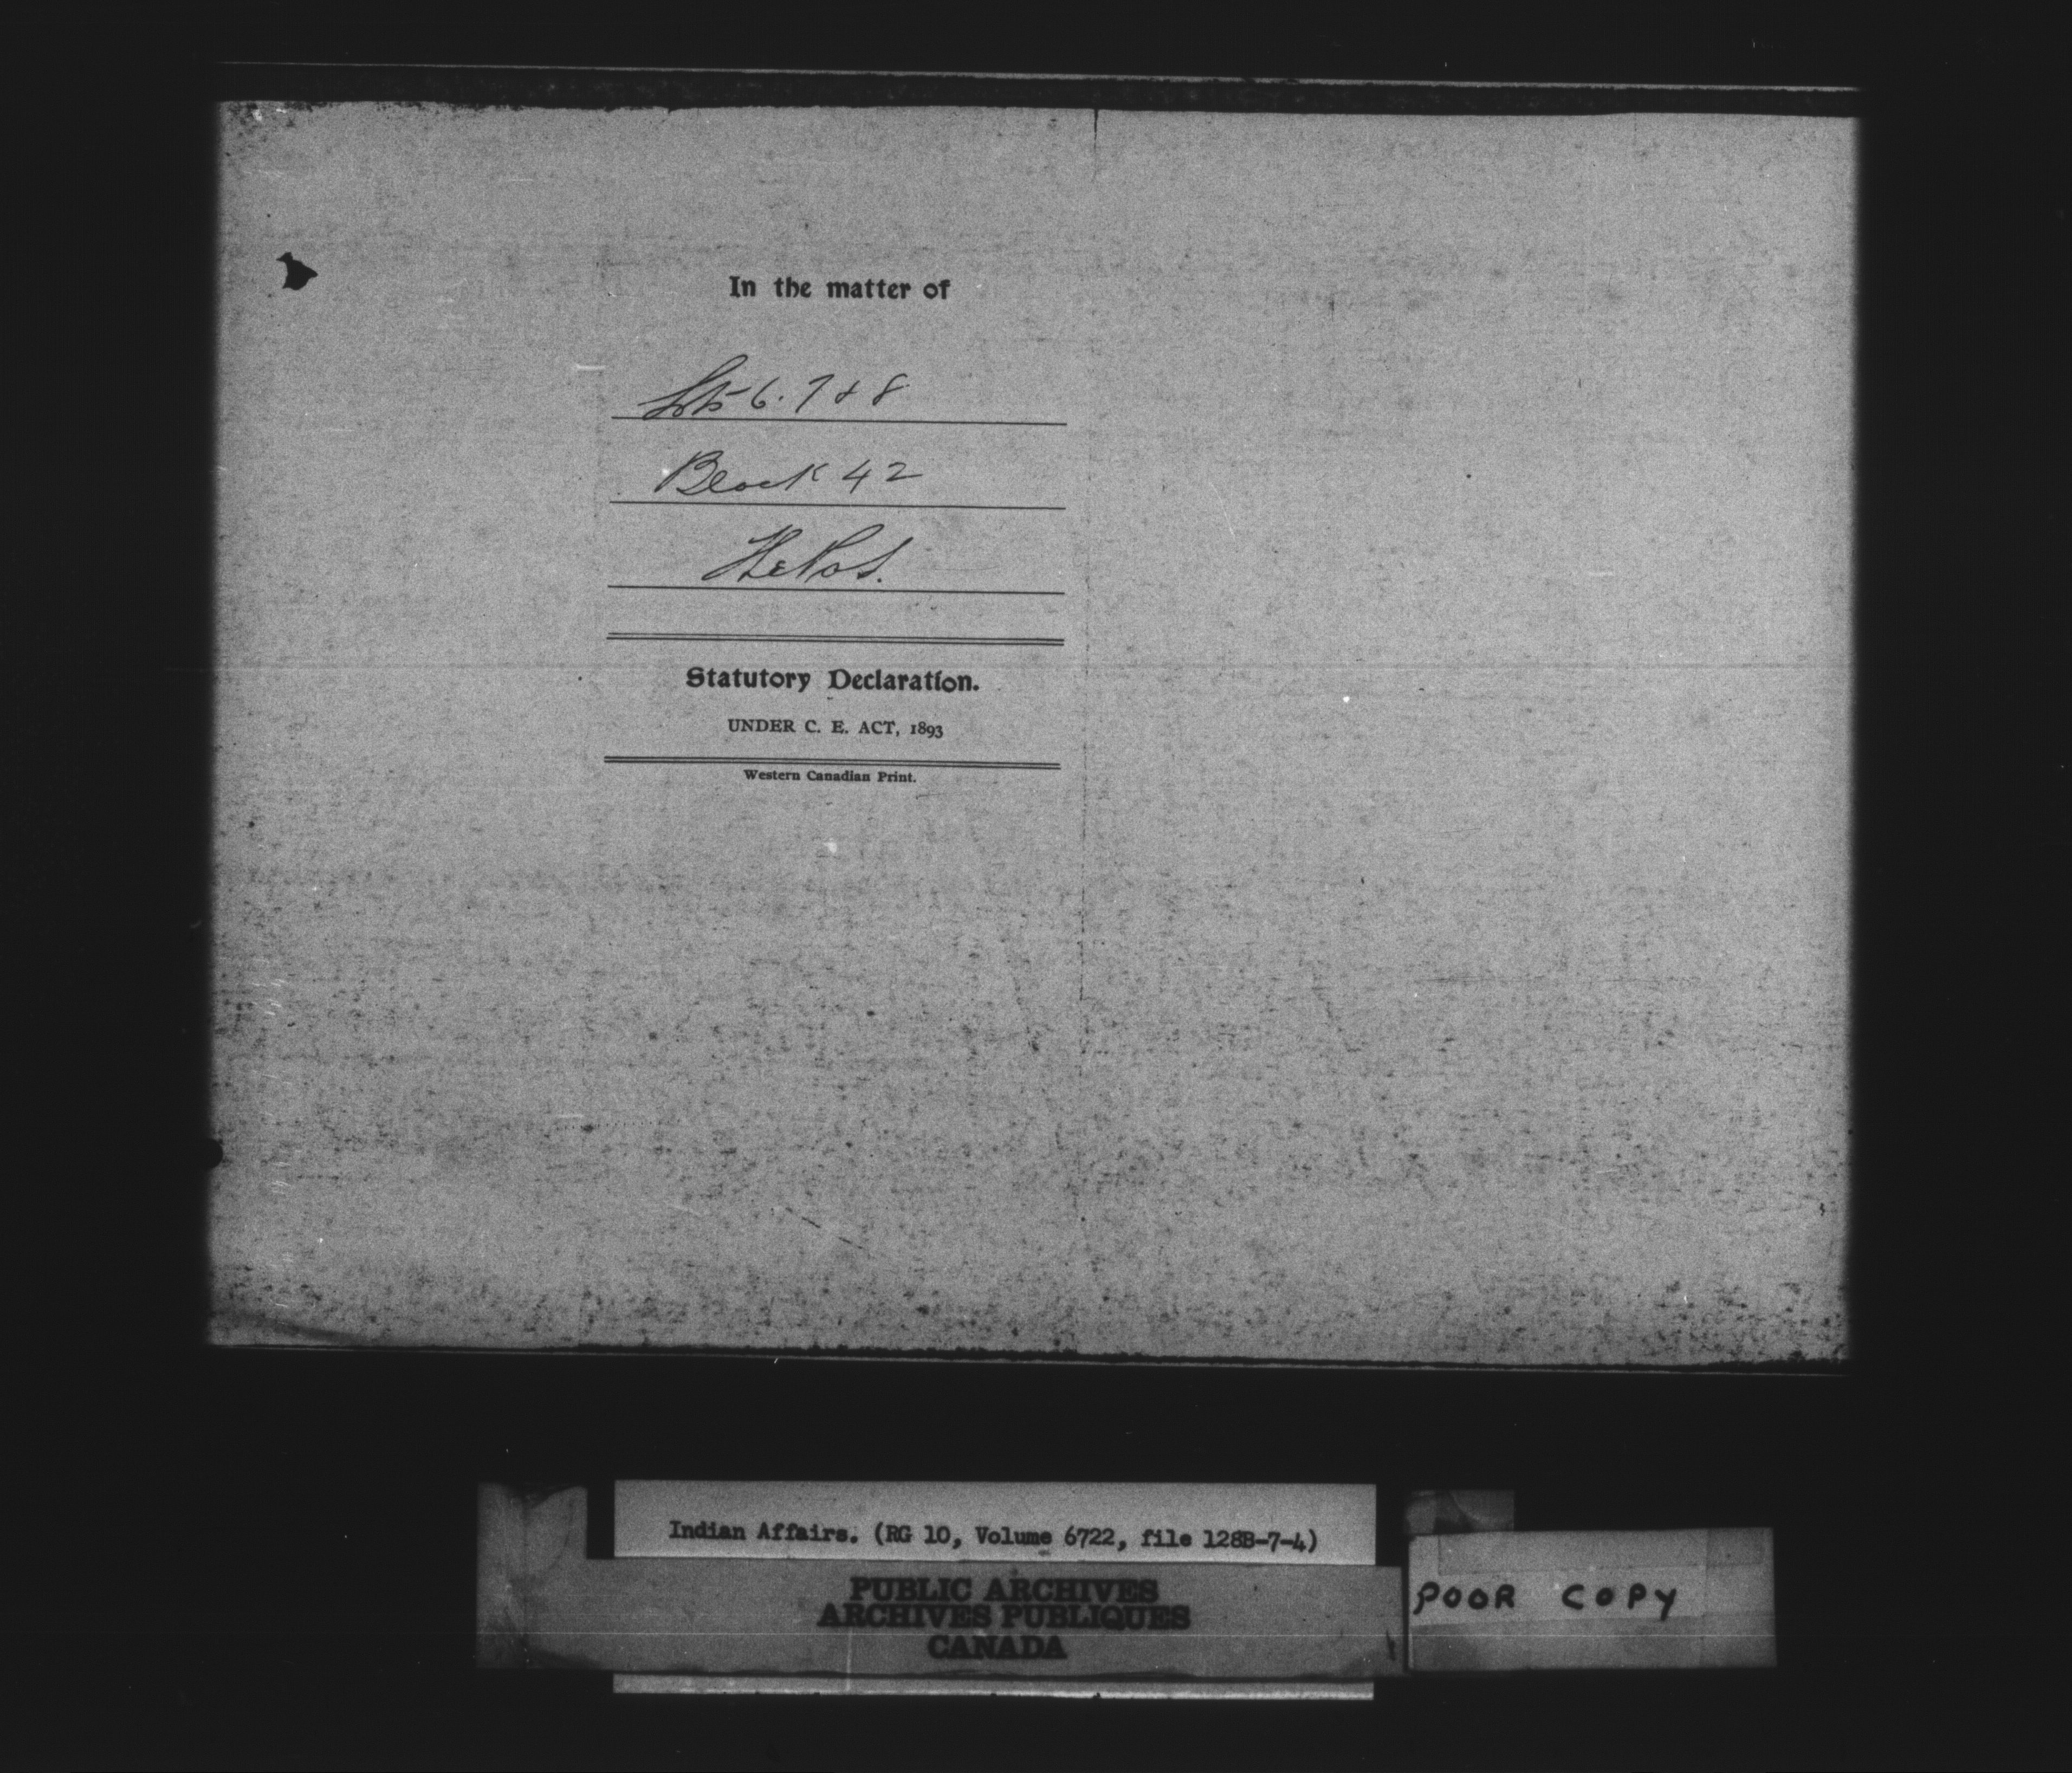 In the matter of
Lots 6. 7 & 8
Block 42
Statutory Declaration.
UNDER C. E. ACT, 1893
Western Canadian Print.
Indian Affairs. (RG 10, Volume 6722, file 128B-7-4)
PUBLIC ARCHIVES
ARCHIVES PUBLIQUES
CANADA
POOR COPY